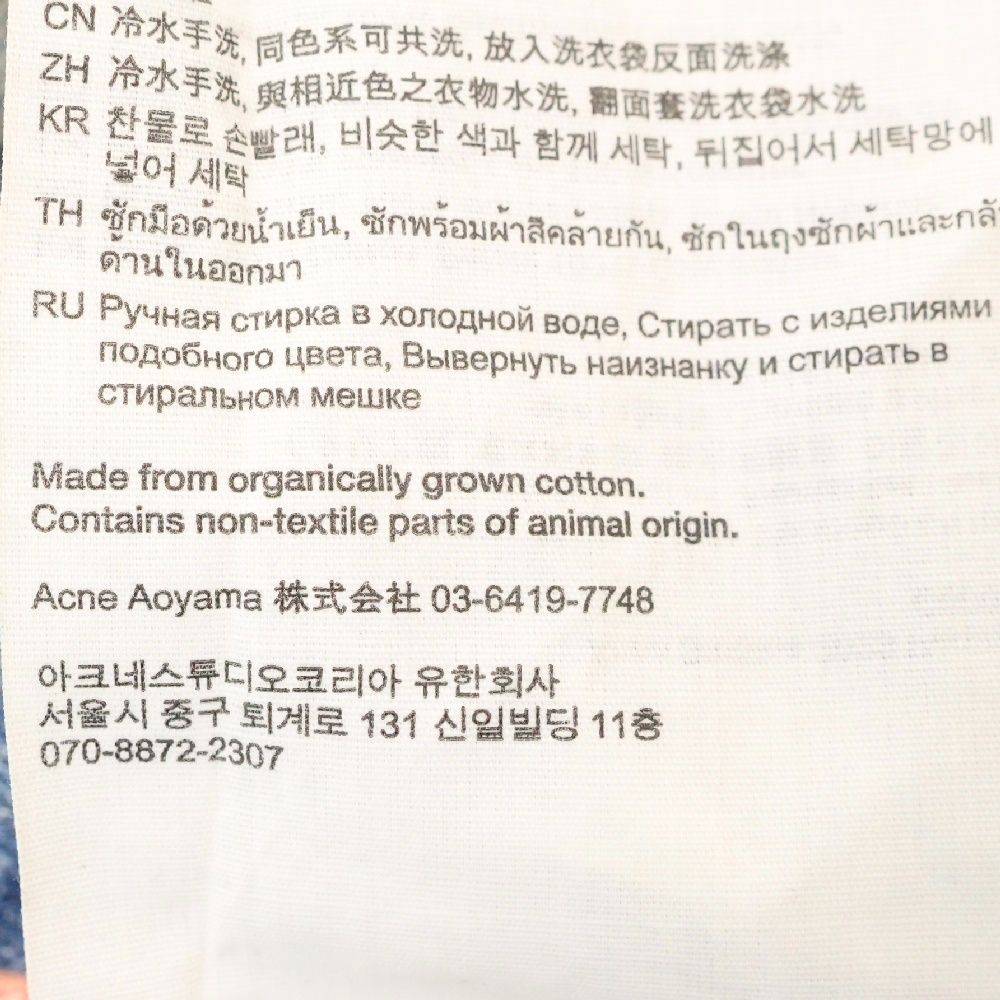 CN 冷水手洗, 同色系可共洗, 放入洗衣袋反面洗涤
ZH 冷水手洗, 與相近色之衣物水洗, 翻面套洗衣袋水洗
KR 찬물로 손빨래, 비슷한 색과 함께 세탁, 뒤집어서 세탁망에
넣어 세탁
TH ซักมือด้วยน้ำเย็น, ซักพร้อมผ้าสีคล้ายกัน, ซักในถุงซักผ้าและกลั
ด้านในออกมา
RU Ручная стирка в холодной воде, Стирать с изделиями
подобного цвета, Вывернуть наизнанку и стирать в
стиральном мешке
Made from organically grown cotton.
Contains non-textile parts of animal origin.
Acne Aoyama 株式会社 03-6419-7748
아크네스튜디오코리아 유한회사
서울시 중구 퇴계로 131 신일빌딩 11층
070-8872-2307